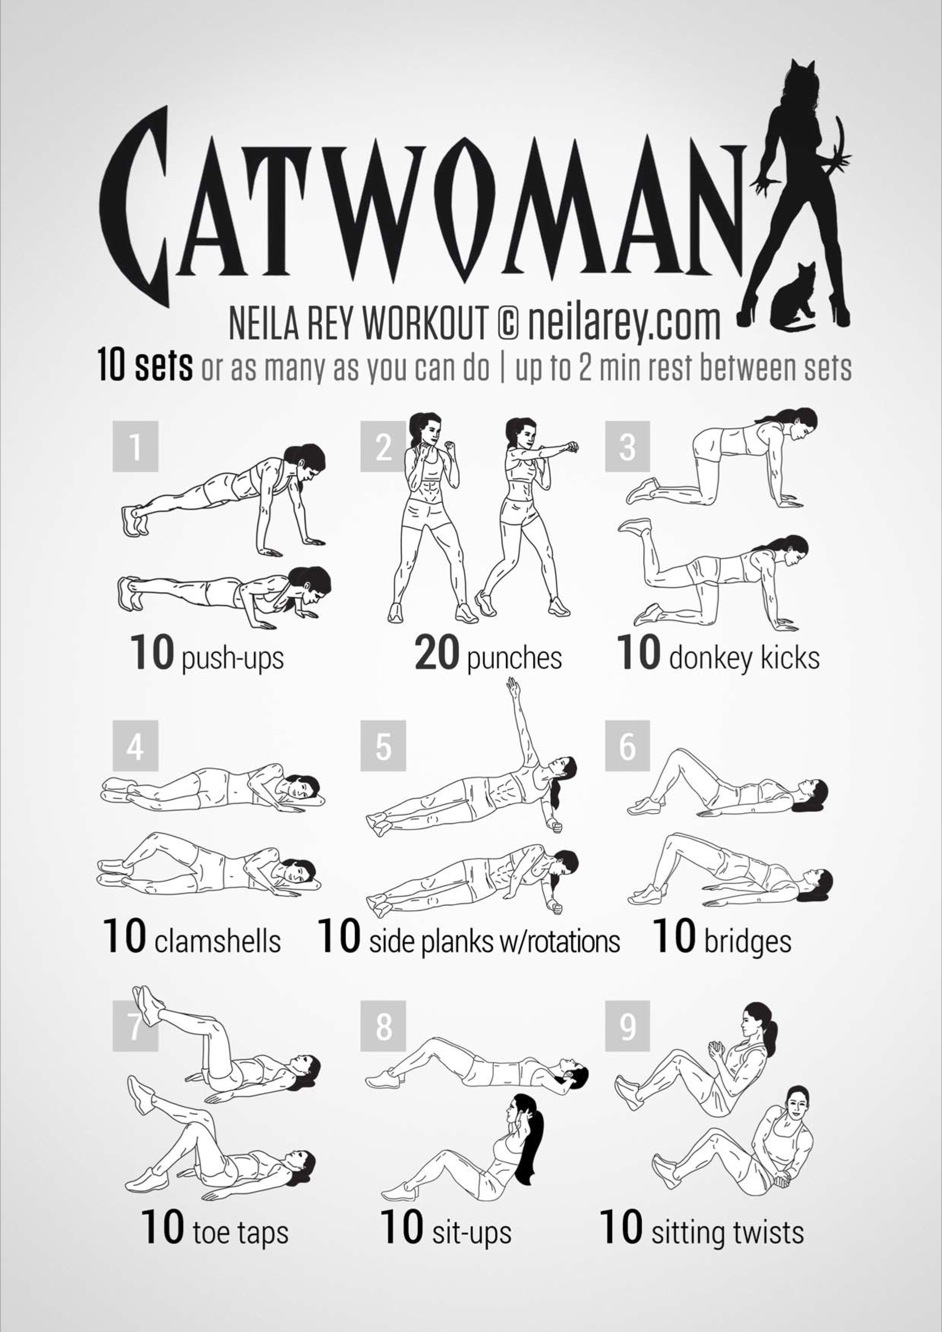 CATWOMAN
NEILA REY WORKOUT © neilarey.com
10 sets or as many as you can do | up to 2 min rest between sets
1
2
3
10 push-ups
20 punches
10 donkey kicks
4
5
6
10 clamshells
10 side planks w/rotations
10 bridges
7
8
9
10 toe taps
10 sit-ups
10 sitting twists